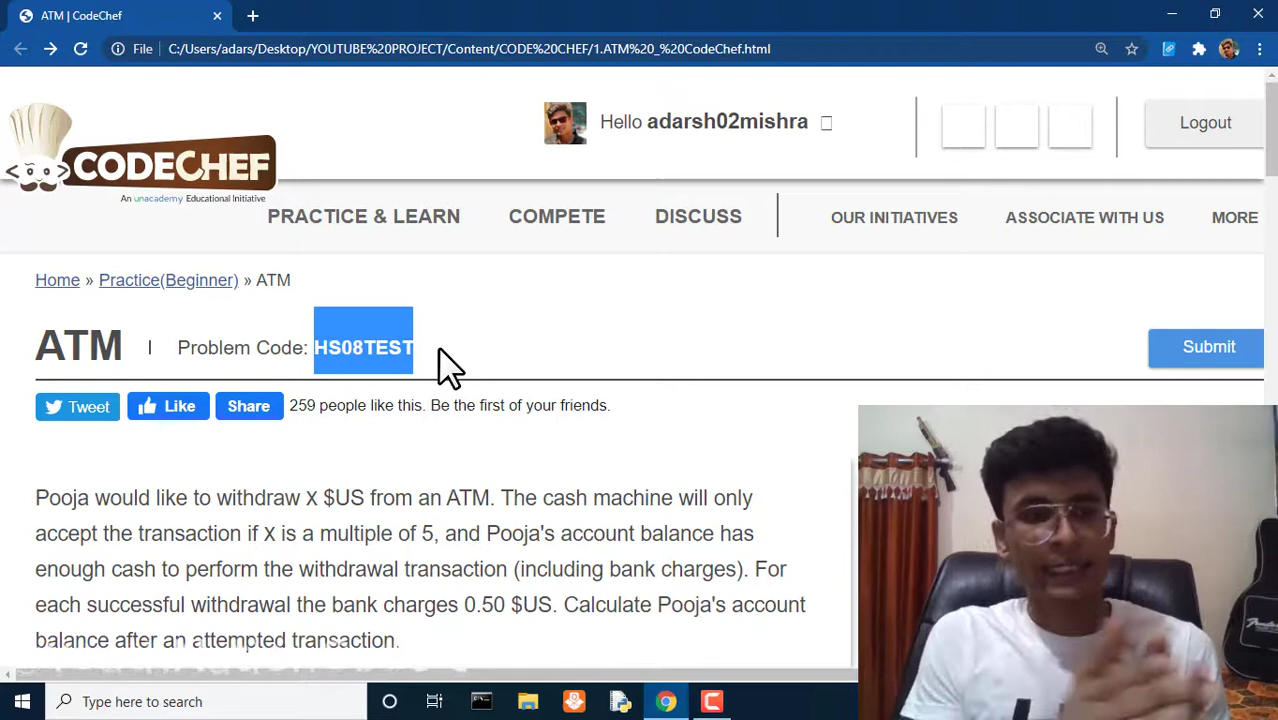 ATM | CodeChef
File C:/Users/adars/Desktop/YOUTUBE%20PROJECT/Content/CODE%20CHEF/1.ATM%20_%20CodeChef.html
CODECHEF
An unacademy Educational Initiative
Hello adarsh02mishra
Logout
PRACTICE & LEARN COMPETE DISCUSS OUR INITIATIVES ASSOCIATE WITH US MORE
Home » Practice(Beginner) » ATM
ATM Problem Code: HS08TEST
Submit
Tweet Like Share 259 people like this. Be the first of your friends.
Pooja would like to withdraw X $US from an ATM. The cash machine will only
accept the transaction if X is a multiple of 5, and Pooja's account balance has
enough cash to perform the withdrawal transaction (including bank charges). For
each successful withdrawal the bank charges 0.50 $US. Calculate Pooja's account
balance after an attempted transaction.
Fender
Type here to search